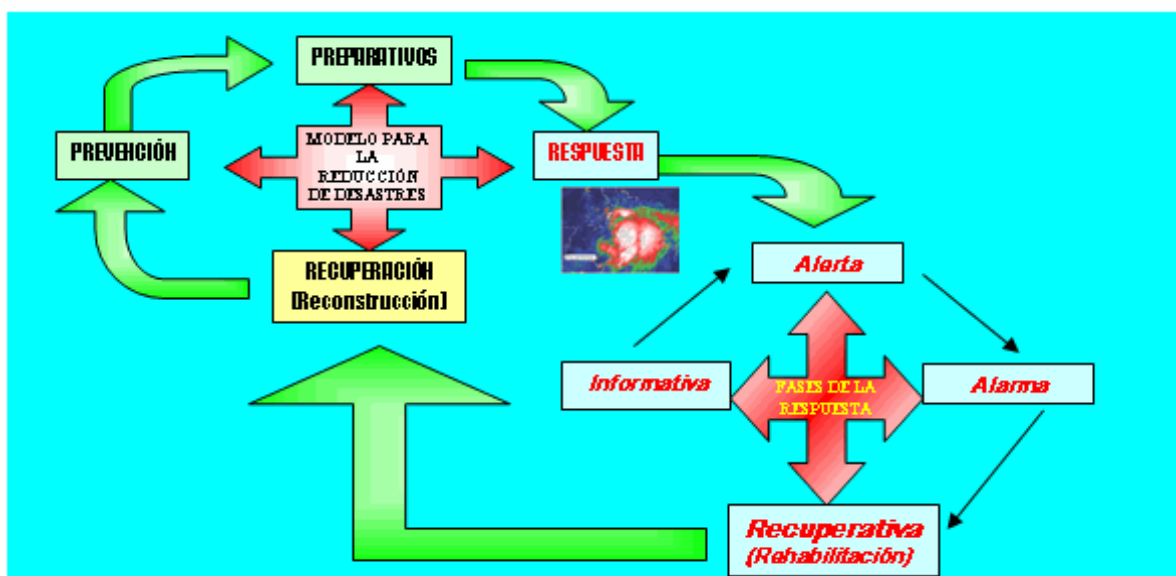 PREPARATIVOS
PREVENCIÓN
MODELO PARA
LA
REDUCCIÓN
DE DESASTRES
RESPUESTA
RECUPERACIÓN
(Reconstrucción)
Alerta
Informativa
FASES DE LA
RESPUESTA
Alarma
Recuperativa
(Rehabilitación)